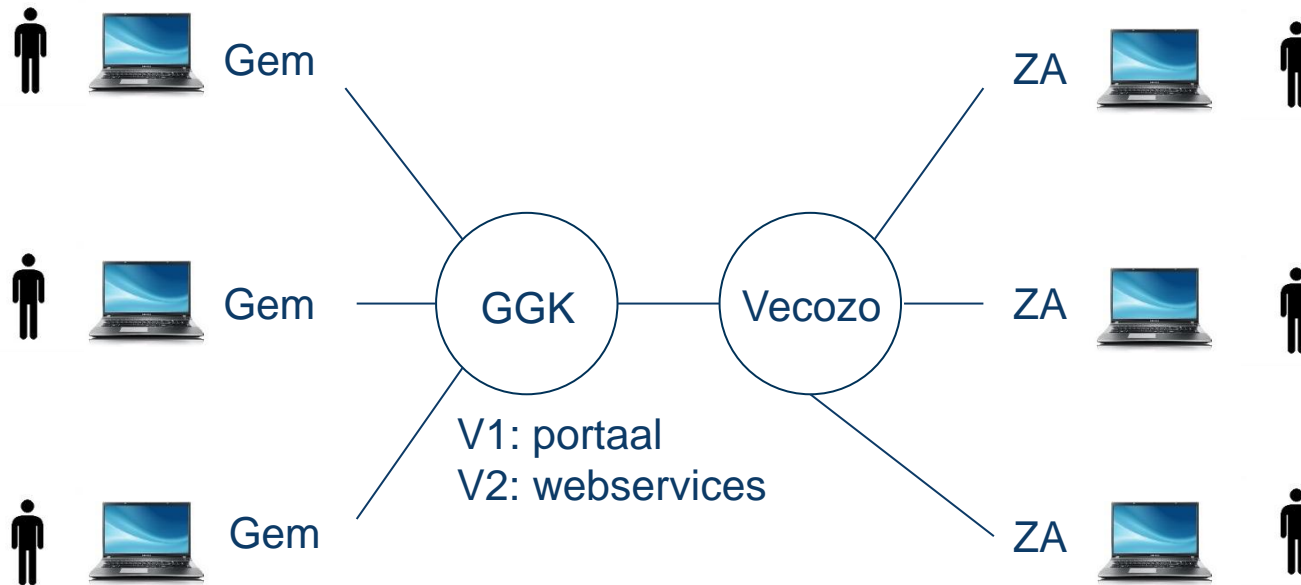 Gem
ZA
Gem
GGK
Vecozo
ZA
V1: portaal
V2: webservices
Gem
ZA